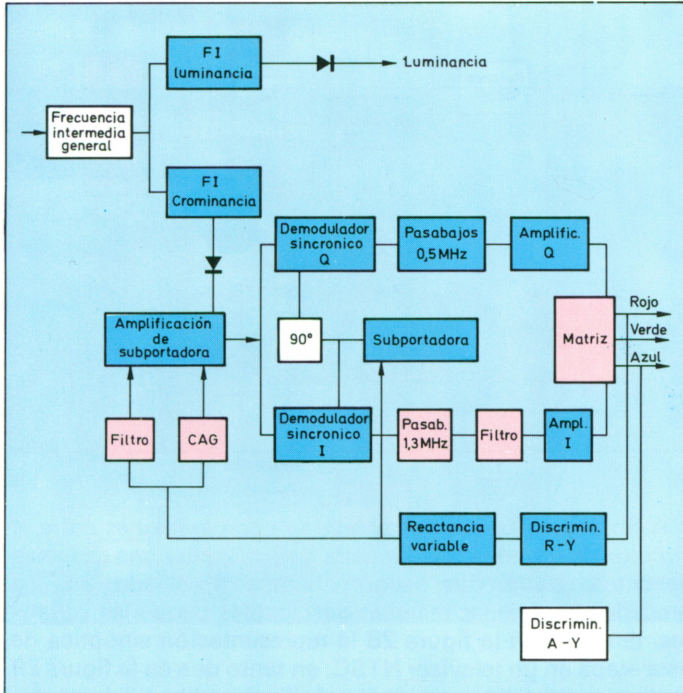 FI
luminancia
Luminancia
Frecuencia
intermedia
general
FI
Crominancia
Demodulador
sincronico
Q
Pasabajos
0,5 MHz
Amplific.
Q
Amplificación
de
subportadora
90°
Subportadora
Matriz
Rojo
Verde
Azul
Filtro
CAG
Demodulador
sincronico
I
Pasab.
1,3 MHz
Filtro
Ampl.
I
Reactancia
variable
Discrimin.
R-Y
Discrimin.
A-Y